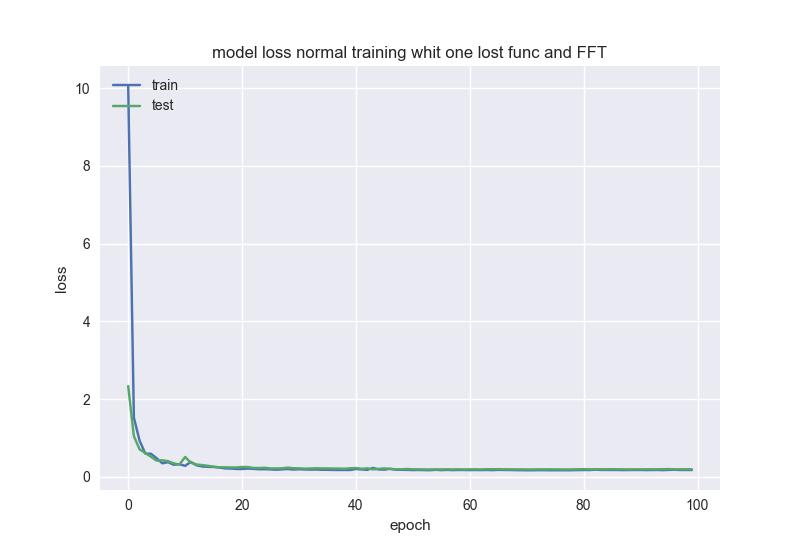 model loss normal training whit one lost func and FFT
train
test
10
8
6
4
2
0
loss
0 20 40 60 80 100
epoch